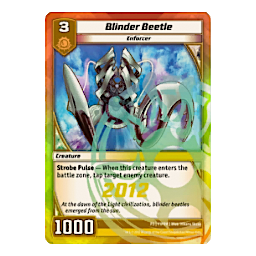 3
Blinder Beetle
Enforcer
Creature
Strobe Pulse — When this creature enters the
battle zone, tap target enemy creature.
2012
At the dawn of the Light civilization, blinder beetles
emerged from the sun.
1000